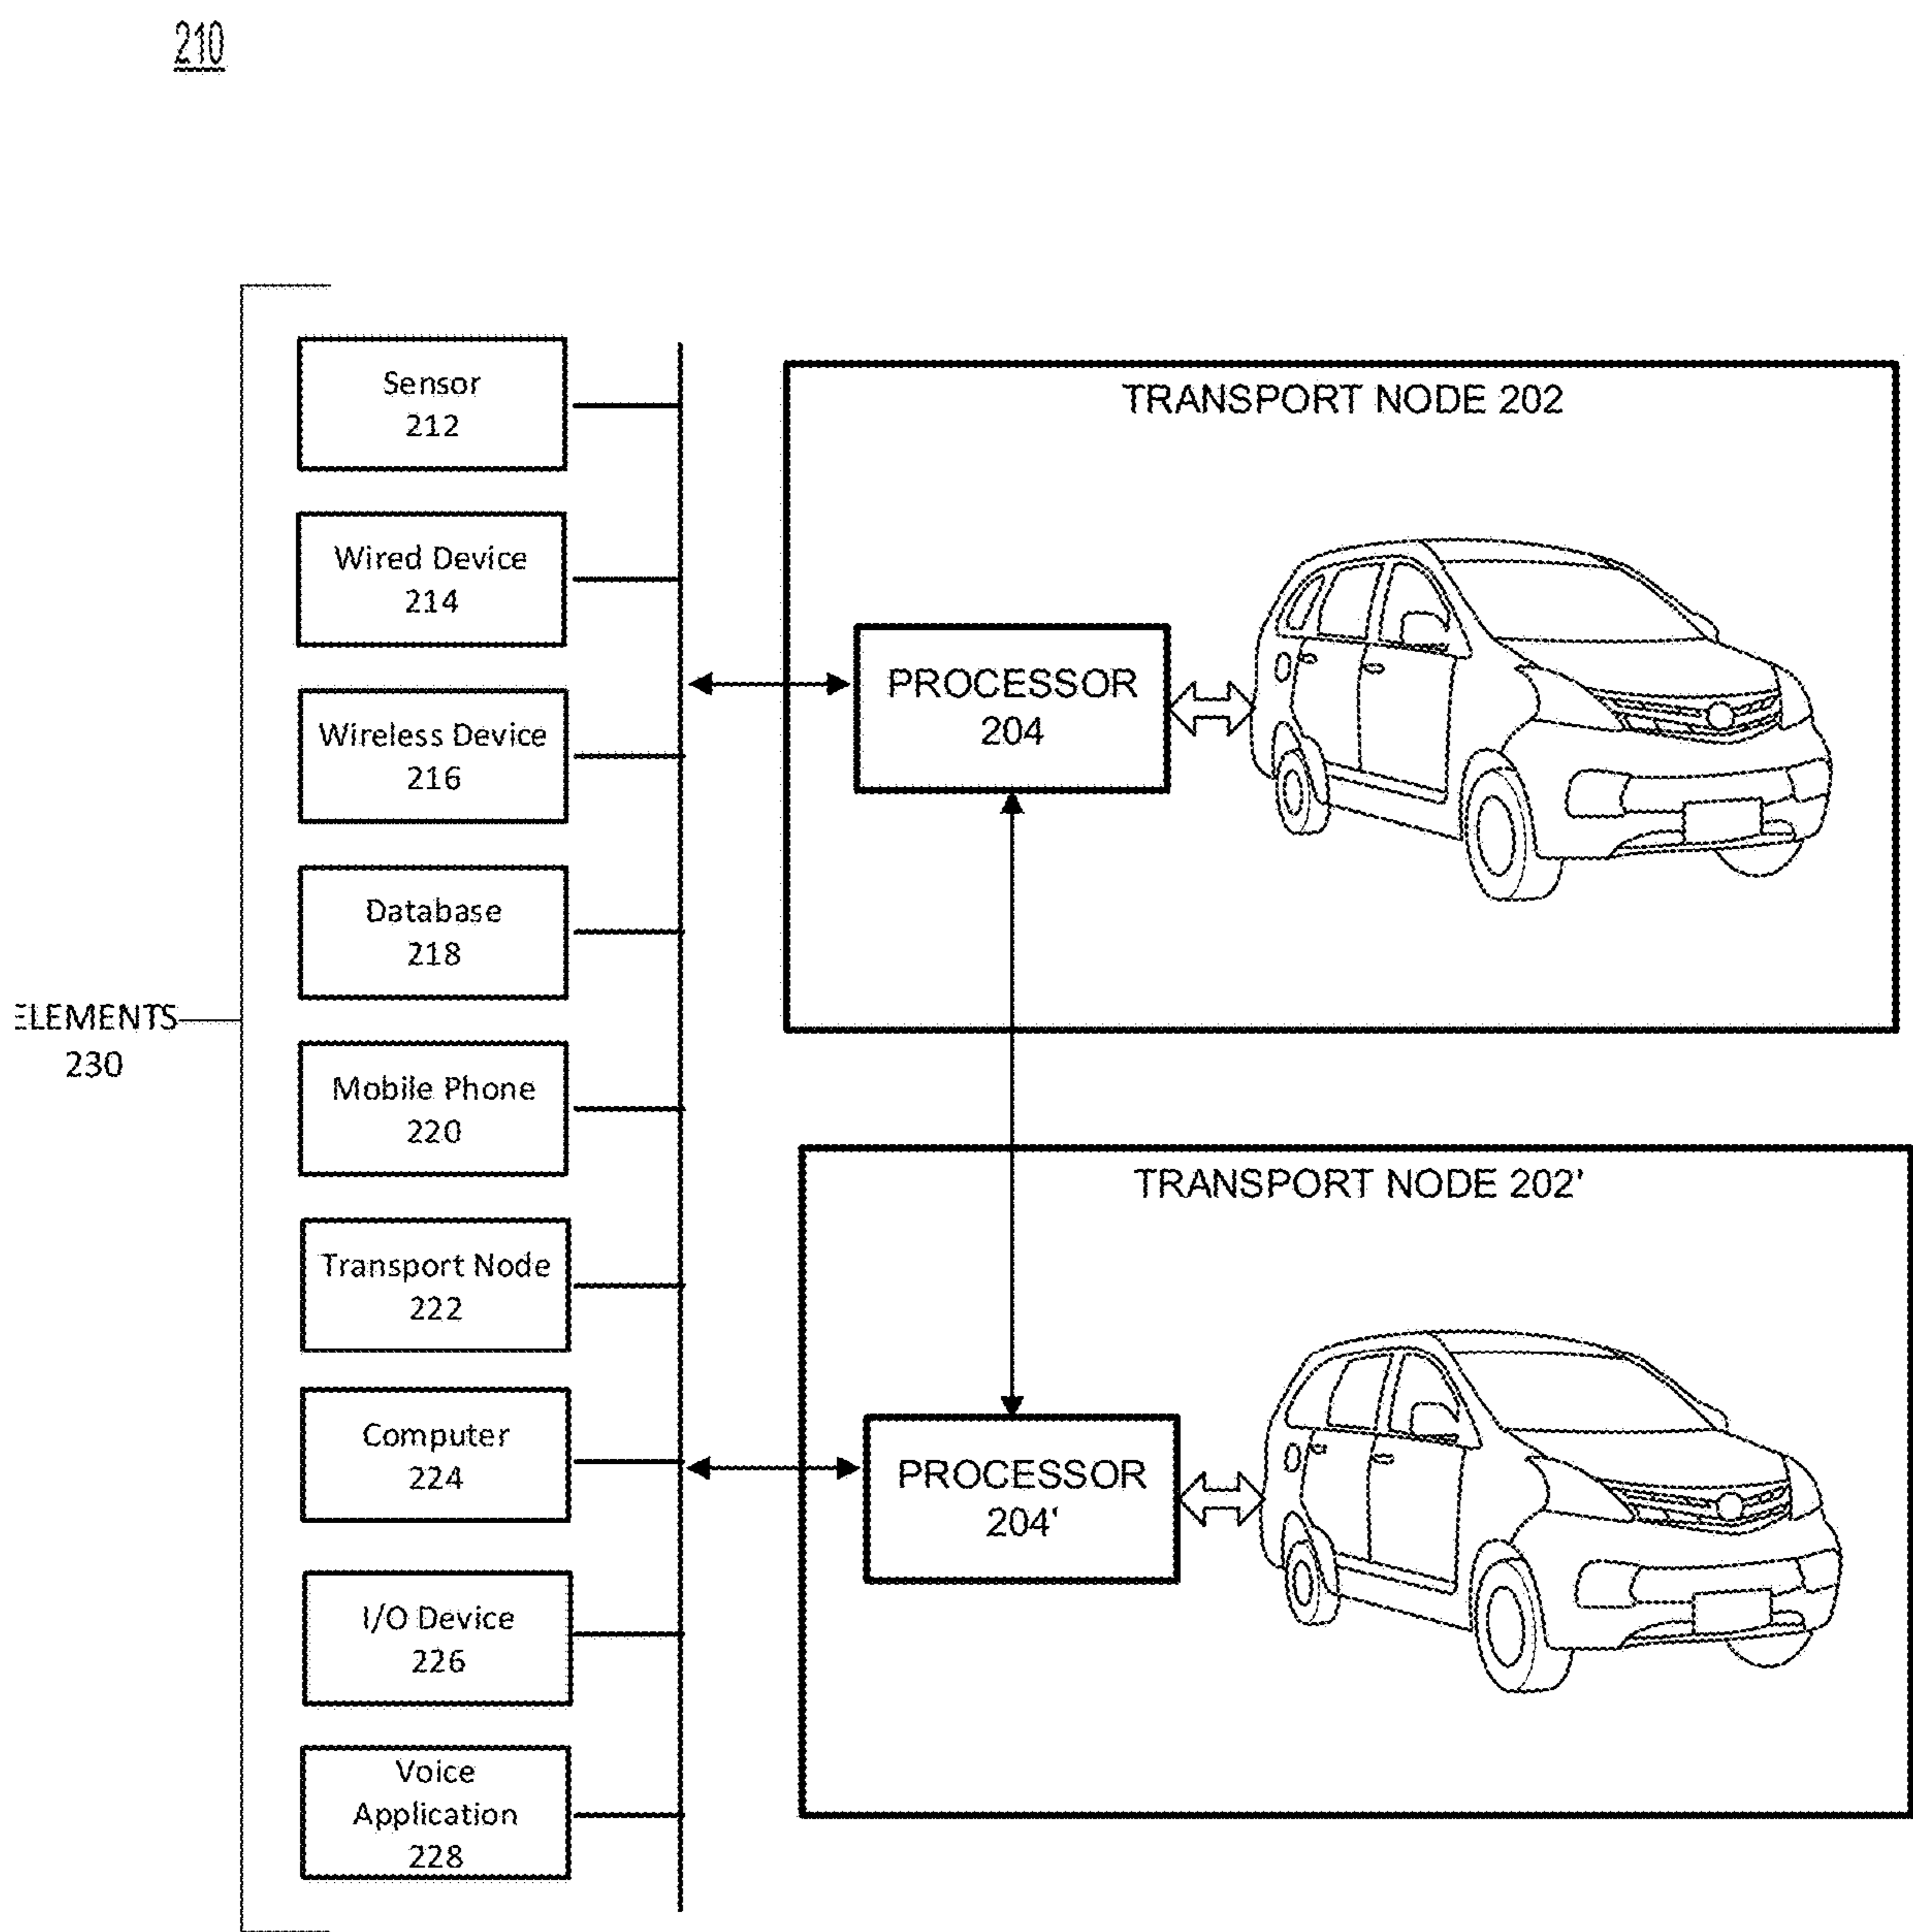 210
Sensor
212
Wired Device
214
Wireless Device
216
Database
218
ELEMENTS
230
Mobile Phone
220
Transport Node
222
Computer
224
I/O Device
226
Voice
Application
228
TRANSPORT NODE 202
PROCESSOR
204
TRANSPORT NODE 202'
PROCESSOR
204'